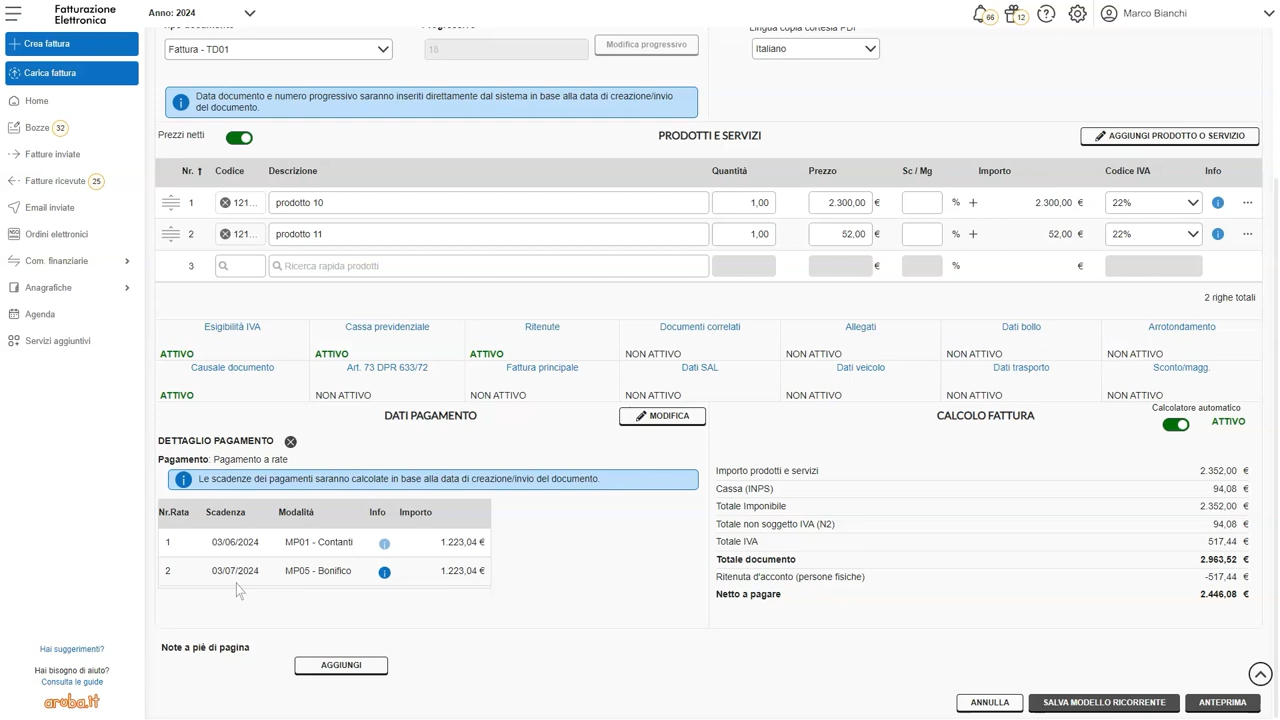 Fatturazione
Elettronica
Anno: 2024
66
12
Marco Bianchi
Crea fattura
Carica fattura
Home
Bozze 32
Fatture inviate
Fatture ricevute 25
Email inviate
Ordini elettronici
Com. finanziarie
Anagrafiche
Agenda
Servizi aggiuntivi
Hai suggerimenti?
Hai bisogno di aiuto?
Consulta le guide
aruba.it
Fattura - TD01
18
Modifica progressivo
Lingua copia cortesia PDF
Italiano
Data documento e numero progressivo saranno inseriti direttamente dal sistema in base alla data di creazione/invio
del documento.
Prezzi netti
PRODOTTI E SERVIZI
AGGIUNGI PRODOTTO O SERVIZIO
Nr. Codice Descrizione Quantità Prezzo Sc / Mg Importo Codice IVA Info
1 121... prodotto 10 1,00 2.300,00 € % + 2.300,00 € 22% ...
2 121... prodotto 11 1,00 52,00 € % + 52,00 € 22% ...
3 Ricerca rapida prodotti € % €
2 righe totali
Esigibilità IVA Cassa previdenziale Ritenute Documenti correlati Allegati Dati bollo Arrotondamento
ATTIVO ATTIVO ATTIVO NON ATTIVO NON ATTIVO NON ATTIVO NON ATTIVO
Causale documento Art. 73 DPR 633/72 Fattura principale Dati SAL Dati veicolo Dati trasporto Sconto/magg.
ATTIVO NON ATTIVO NON ATTIVO NON ATTIVO NON ATTIVO NON ATTIVO NON ATTIVO
DATI PAGAMENTO
MODIFICA
DETTAGLIO PAGAMENTO
Pagamento: Pagamento a rate
Le scadenze dei pagamenti saranno calcolate in base alla data di creazione/invio del documento.
Nr.Rata Scadenza Modalità Info Importo
1 03/06/2024 MP01 - Contanti 1.223,04 €
2 03/07/2024 MP05 - Bonifico 1.223,04 €
CALCOLO FATTURA
Calcolatore automatico
ATTIVO
Importo prodotti e servizi 2.352,00 €
Cassa (INPS) 94,08 €
Totale Imponibile 2.352,00 €
Totale non soggetto IVA (N2) 94,08 €
Totale IVA 517,44 €
Totale documento 2.963,52 €
Ritenuta d'acconto (persone fisiche) -517,44 €
Netto a pagare 2.446,08 €
Note a piè di pagina
AGGIUNGI
ANNULLA
SALVA MODELLO RICORRENTE
ANTEPRIMA